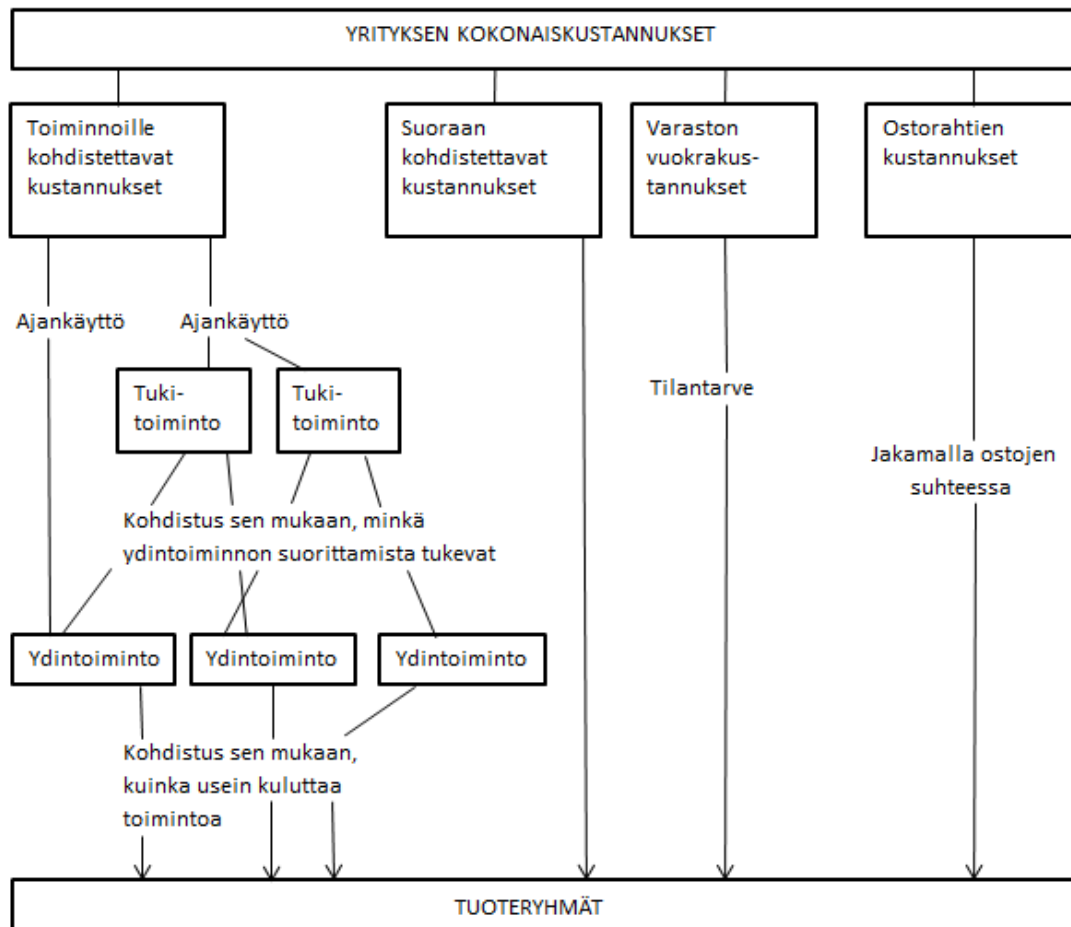 YRITYKSEN KOKONAISKUSTANNUKSET
Toiminnoille
kohdistettavat
kustannukset
Suoraan
kohdistettavat
kustannukset
Varaston
vuokrakus-
tannukset
Ostorahtien
kustannukset
Ajankäyttö
Ajankäyttö
Tuki-
toiminto
Tuki-
toiminto
Tilantarve
Jakamalla ostojen
suhteessa
Kohdistus sen mukaan, minkä
ydintoiminnon suorittamista tukevat
Ydintoiminto
Ydintoiminto
Ydintoiminto
Kohdistus sen mukaan,
kuinka usein kuluttaa
toimintoa
TUOTERYHMÄT